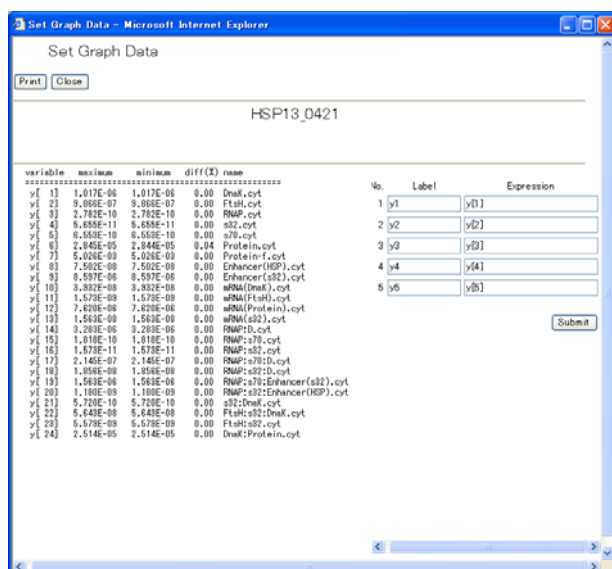 Set Graph Data - Microsoft Internet Explorer
Set Graph Data
Print Close
HSP13_0421
variable maximum minimum diff(%) name
y[ 1] 1.017E-06 1.017E-06 0.00 DnaK.cyt
y[ 2] 9.866E-07 9.866E-07 0.00 FtsH.cyt
y[ 3] 2.782E-10 2.782E-10 0.00 RNAP.cyt
y[ 4] 5.655E-11 5.655E-11 0.00 s32.cyt
y[ 5] 6.553E-10 6.553E-10 0.00 s70.cyt
y[ 6] 2.845E-05 2.844E-05 0.04 Protein.cyt
y[ 7] 5.026E-03 5.026E-03 0.00 Protein-f.cyt
y[ 8] 7.502E-08 7.502E-08 0.00 Enhancer(HSP).cyt
y[ 9] 8.597E-06 8.596E-06 0.00 Enhancer(s32).cyt
y[ 10] 3.932E-08 3.932E-08 0.00 mRNA(DnaK).cyt
y[ 11] 1.573E-09 1.573E-09 0.00 mRNA(FtsH).cyt
y[ 12] 7.620E-06 7.620E-06 0.00 mRNA(Protein).cyt
y[ 13] 1.563E-08 1.563E-08 0.00 mRNA(s32).cyt
y[ 14] 3.283E-06 3.283E-06 0.00 RNAP:D.cyt
y[ 15] 1.818E-10 1.818E-10 0.00 RNAP:s70.cyt
y[ 16] 1.573E-11 1.573E-11 0.00 RNAP:s32.cyt
y[ 17] 2.145E-07 2.145E-07 0.00 RNAP:s70:D.cyt
y[ 18] 1.856E-08 1.856E-08 0.00 RNAP:s32:D.cyt
y[ 19] 1.563E-06 1.563E-06 0.00 RNAP:s70:Enhancer(s32).cyt
y[ 20] 1.180E-09 1.180E-09 0.00 RNAP:s32:Enhancer(HSP).cyt
y[ 21] 5.720E-10 5.720E-10 0.00 s32:DnaK.cyt
y[ 22] 5.643E-08 5.643E-08 0.00 FtsH:s32:DnaK.cyt
y[ 23] 5.579E-09 5.579E-09 0.00 FtsH:s32.cyt
y[ 24] 2.514E-05 2.514E-05 0.00 DnaK:Protein.cyt
No. Label Expression
1 y1 y[1]
2 y2 y[2]
3 y3 y[3]
4 y4 y[4]
5 y5 y[5]
Submit